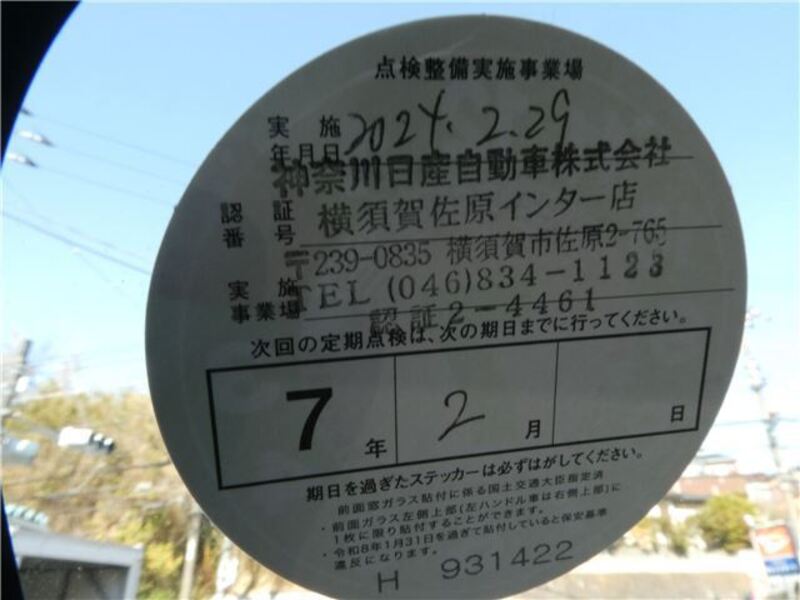 点検整備実施事業場
実施
年月日 2024.2.29
神奈川日産自動車株式会社
認証
番号
横須賀佐原インター店
〒239-0835 横須賀市佐原2-765
実施
事業場
TEL (046)834-1123
認証2-4461
次回の定期点検は、次の期日までに行ってください。
7年 2月 日
期日を過ぎたステッカーは必ずはがしてください。
前面窓ガラス貼付に係る国土交通大臣指定済
・前面ガラス左側上部(左ハンドル車は右側上部)に
1枚に限り貼付することができます。
・令和8年1月31日を過ぎて貼付していると保安基準
違反になります。
H 931422